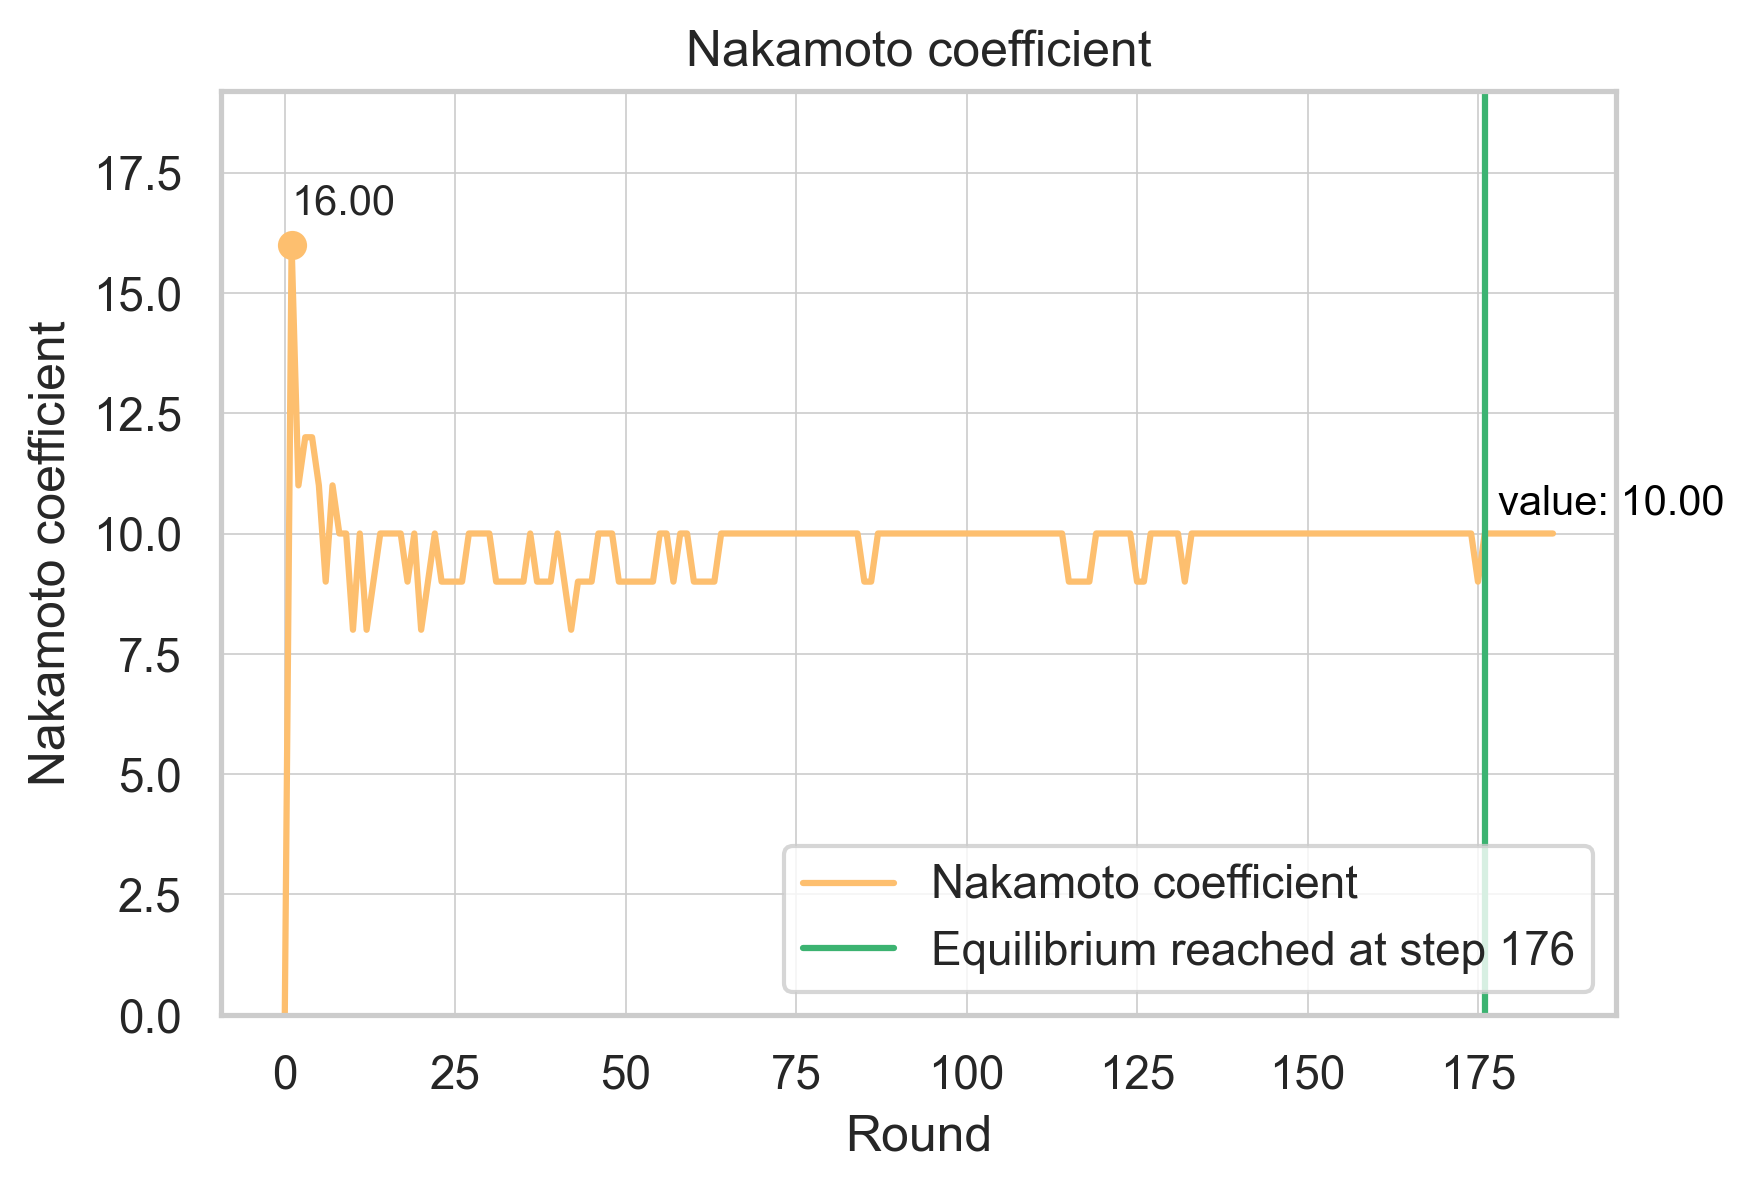 Nakamoto coefficient
Nakamoto coefficient
17.5
15.0
12.5
10.0
7.5
5.0
2.5
0.0
16.00
value: 10.00
Nakamoto coefficient
Equilibrium reached at step 176
0 25 50 75 100 125 150 175
Round